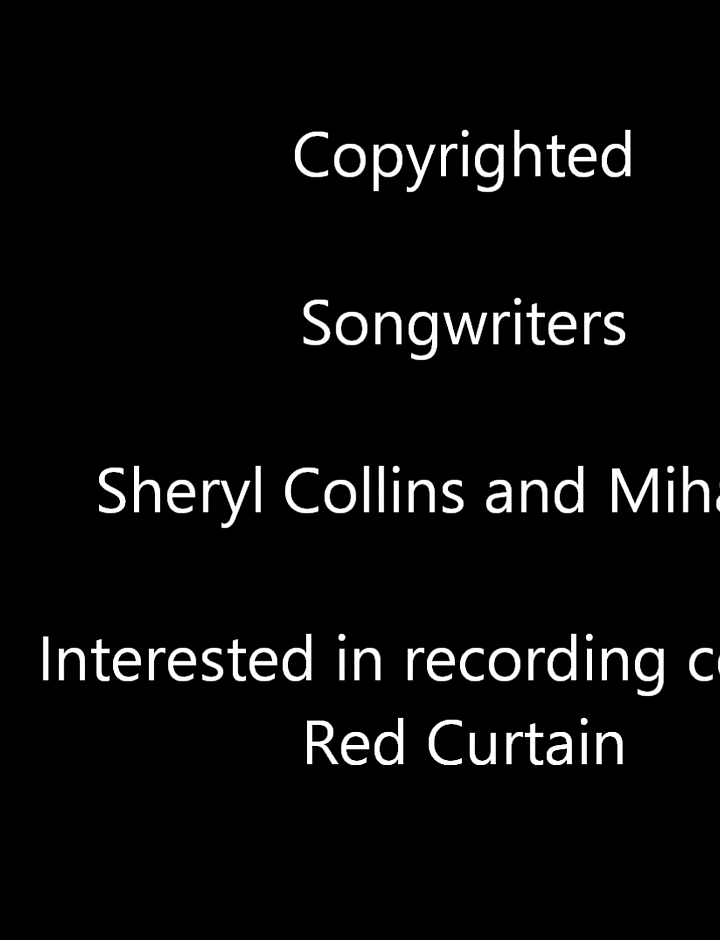 Copyrighted
Songwriters
Sheryl Collins and
Interested in recording
Red Curtain